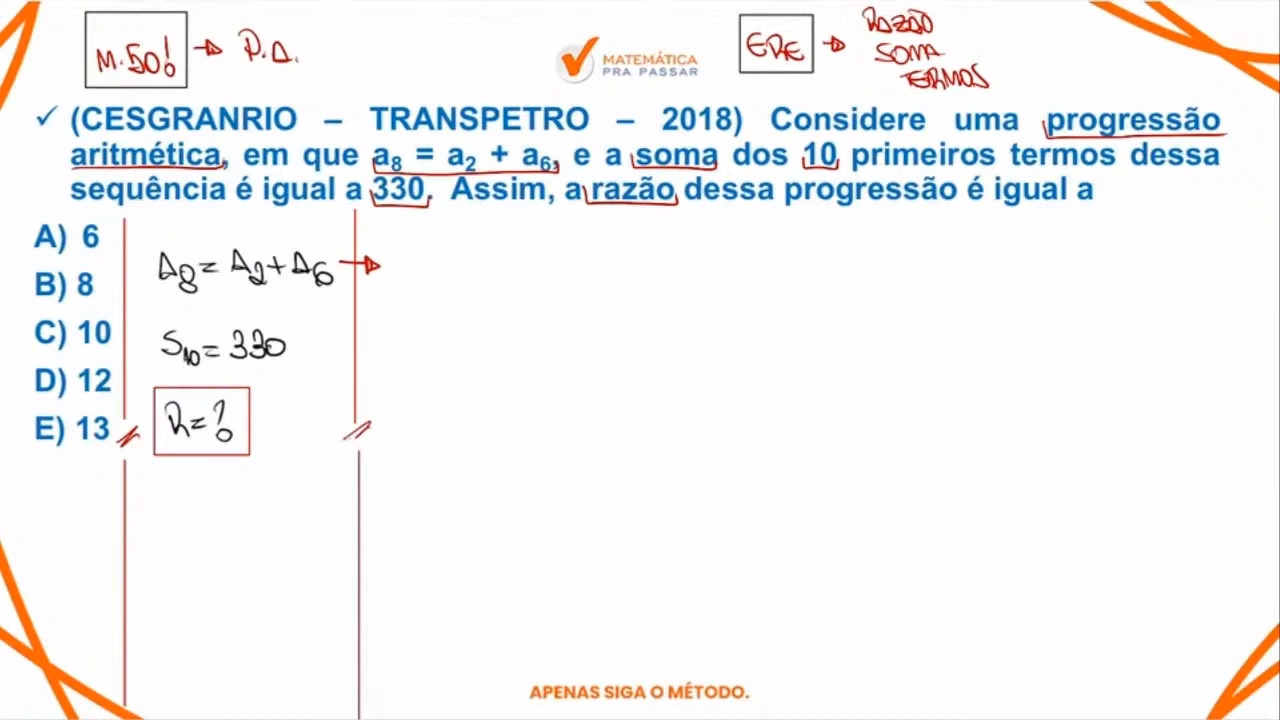 M.50! → P.A.
MATEMÁTICA
PRA PASSAR
ERE → RAZÃO
SOMA
TERMOS
✓ (CESGRANRIO – TRANSPETRO – 2018) Considere uma progressão
aritmética, em que a₈ = a₂ + a₆, e a soma dos 10 primeiros termos dessa
sequência é igual a 330. Assim, a razão dessa progressão é igual a
A) 6
B) 8
C) 10
D) 12
E) 13
A₈ = A₂ + A₆ →
S₁₀ = 330
R = ?
APENAS SIGA O MÉTODO.